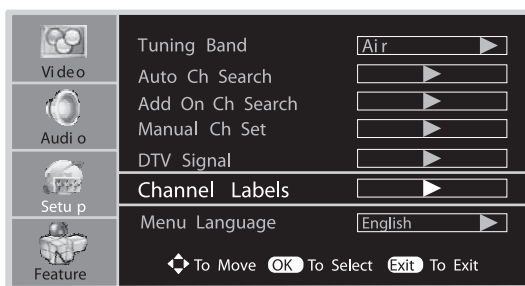 Video
Audio
Setup
Feature
Tuning Band Air
Auto Ch Search
Add On Ch Search
Manual Ch Set
DTV Signal
Channel Labels
Menu Language English
To Move OK To Select Exit To Exit